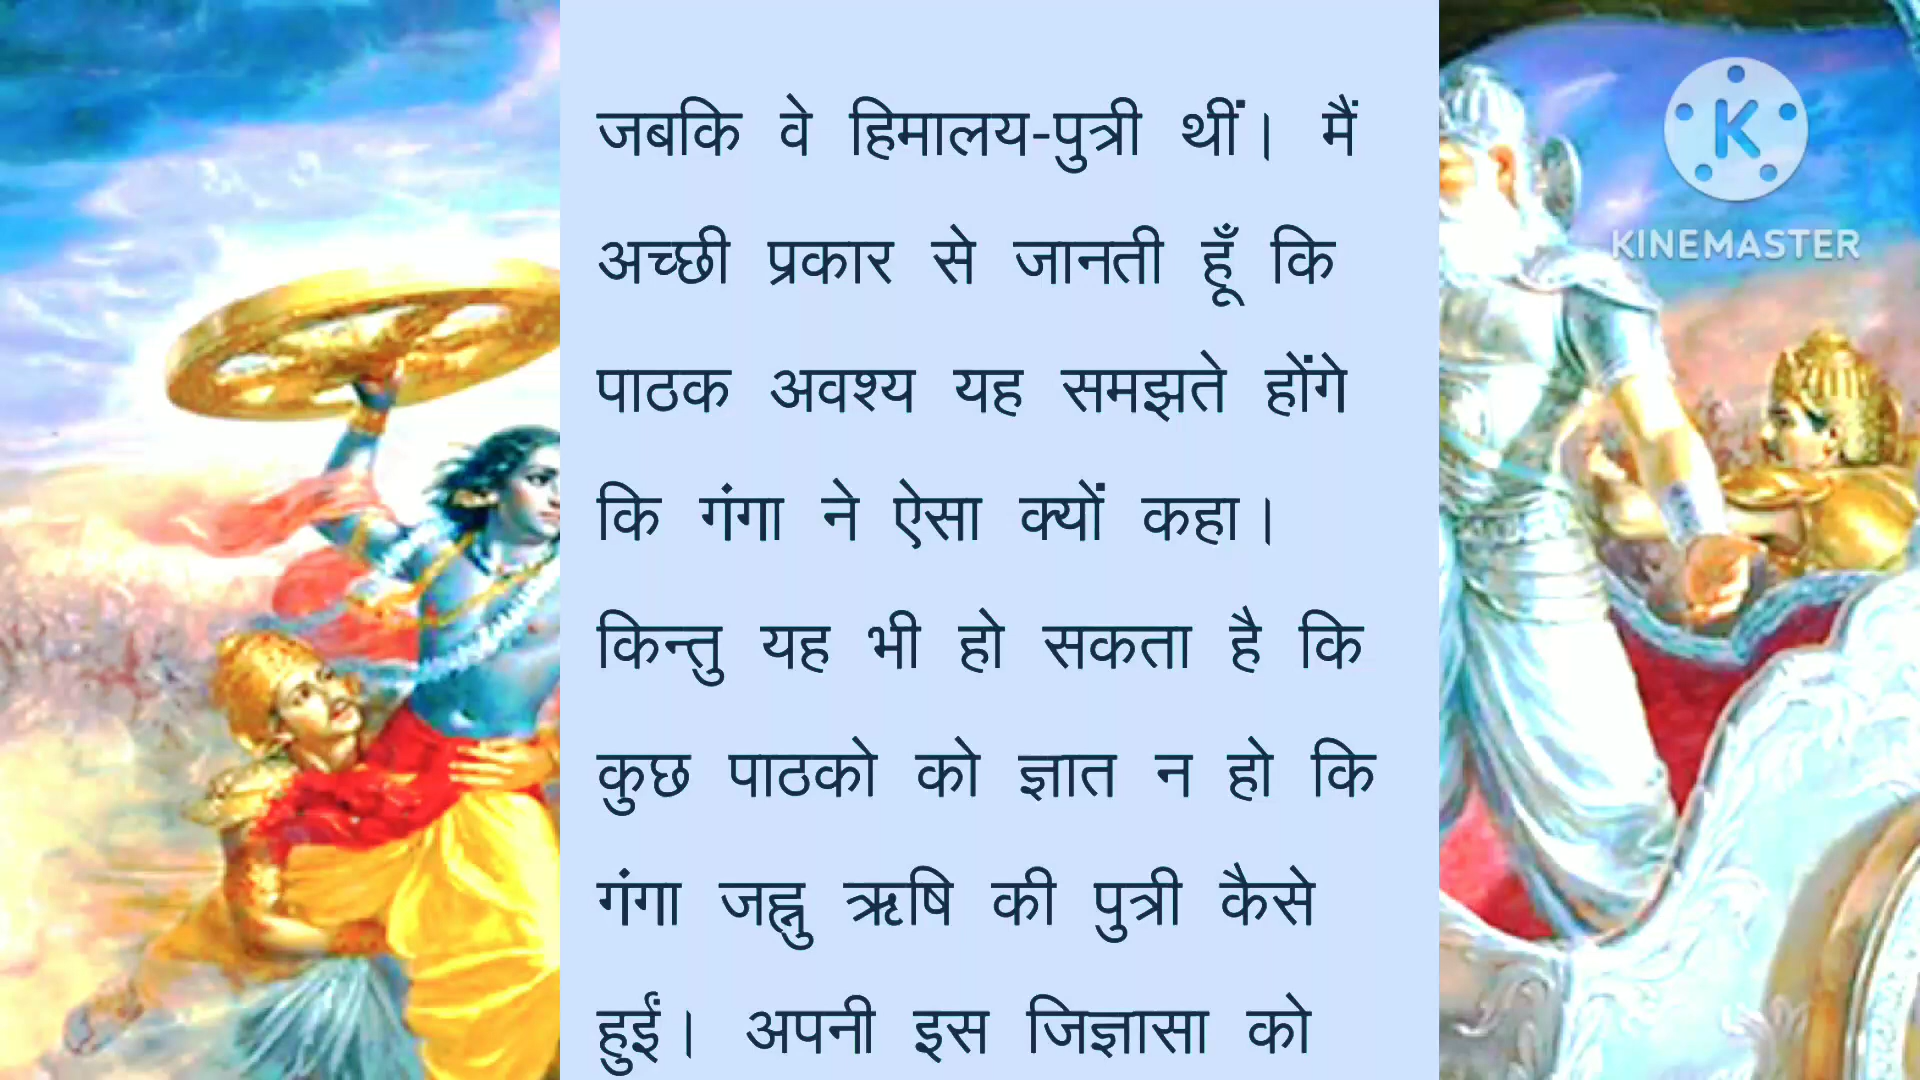 जबकि वे हिमालय-पुत्री थीं। मैं
अच्छी प्रकार से जानती हूँ कि
पाठक अवश्य यह समझते होंगे
कि गंगा ने ऐसा क्यों कहा।
किन्तु यह भी हो सकता है कि
कुछ पाठको को ज्ञात न हो कि
गंगा जह्नु ऋषि की पुत्री कैसे
हुईं। अपनी इस जिज्ञासा को
K
KINEMASTER